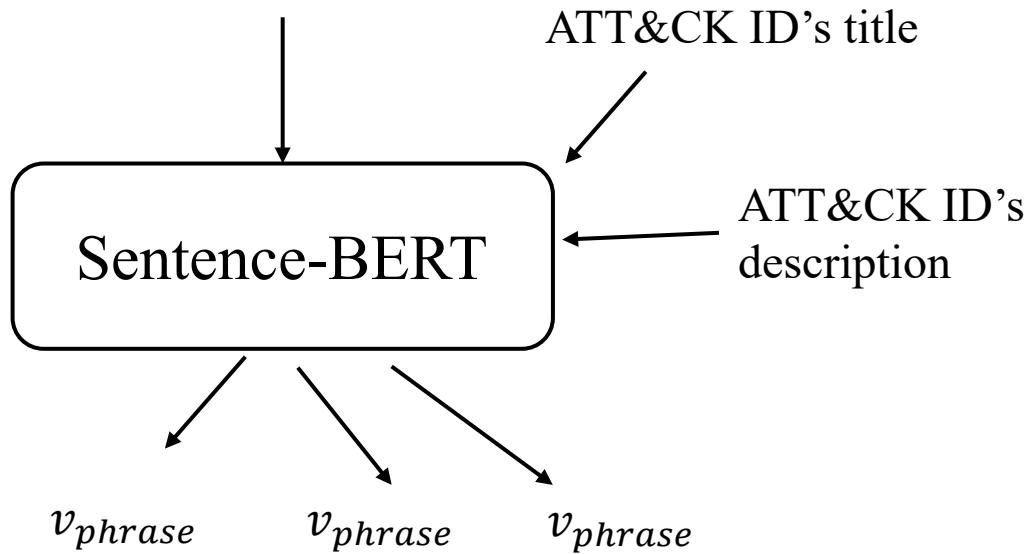 ATT&CK ID’s title
ATT&CK ID’s
description
Sentence-BERT
v_phrase v_phrase v_phrase